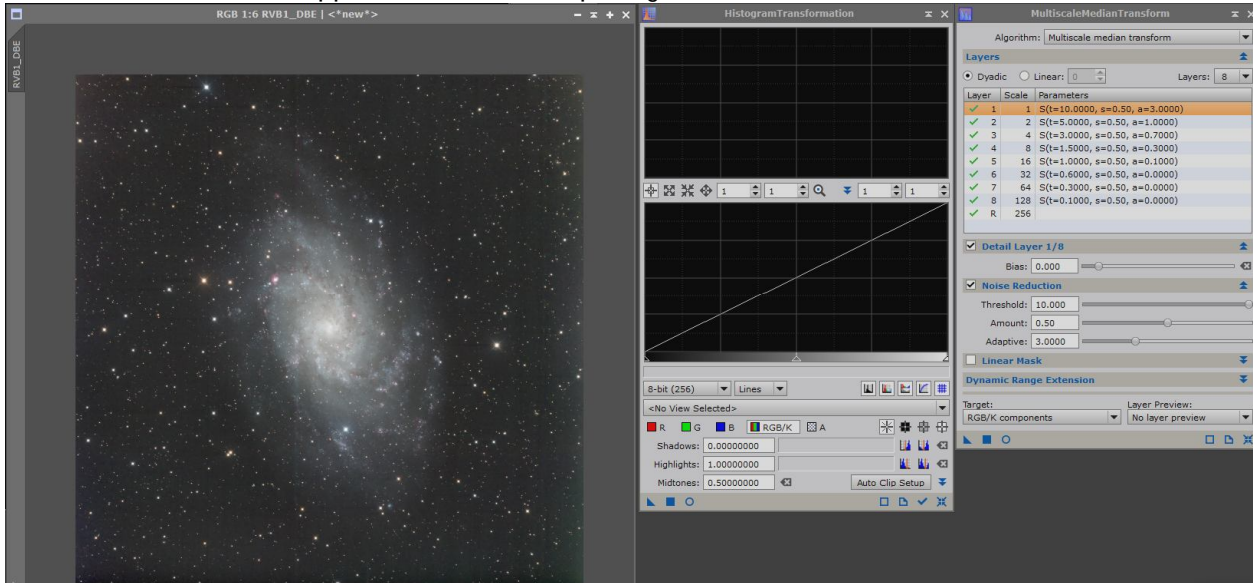 RGB 1:6 RVB1_DBE | <*new*>
RVB1_DBE
HistogramTransformation
1 1 1 1
8-bit (256) Lines
<No View Selected>
R G B RGB/K A
Shadows: 0.00000000
Highlights: 1.00000000
Midtones: 0.50000000 Auto Clip Setup
MultiscaleMedianTransform
Algorithm: Multiscale median transform
Layers
Dyadic Linear: 0 Layers: 8
Layer Scale Parameters
1 1 S(t=10.0000, s=0.50, a=3.0000)
2 2 S(t=5.0000, s=0.50, a=1.0000)
3 4 S(t=3.0000, s=0.50, a=0.7000)
4 8 S(t=1.5000, s=0.50, a=0.3000)
5 16 S(t=1.0000, s=0.50, a=0.1000)
6 32 S(t=0.6000, s=0.50, a=0.0000)
7 64 S(t=0.3000, s=0.50, a=0.0000)
8 128 S(t=0.1000, s=0.50, a=0.0000)
R 256
Detail Layer 1/8
Bias: 0.000
Noise Reduction
Threshold: 10.000
Amount: 0.50
Adaptive: 3.0000
Linear Mask
Dynamic Range Extension
Target: Layer Preview:
RGB/K components No layer preview